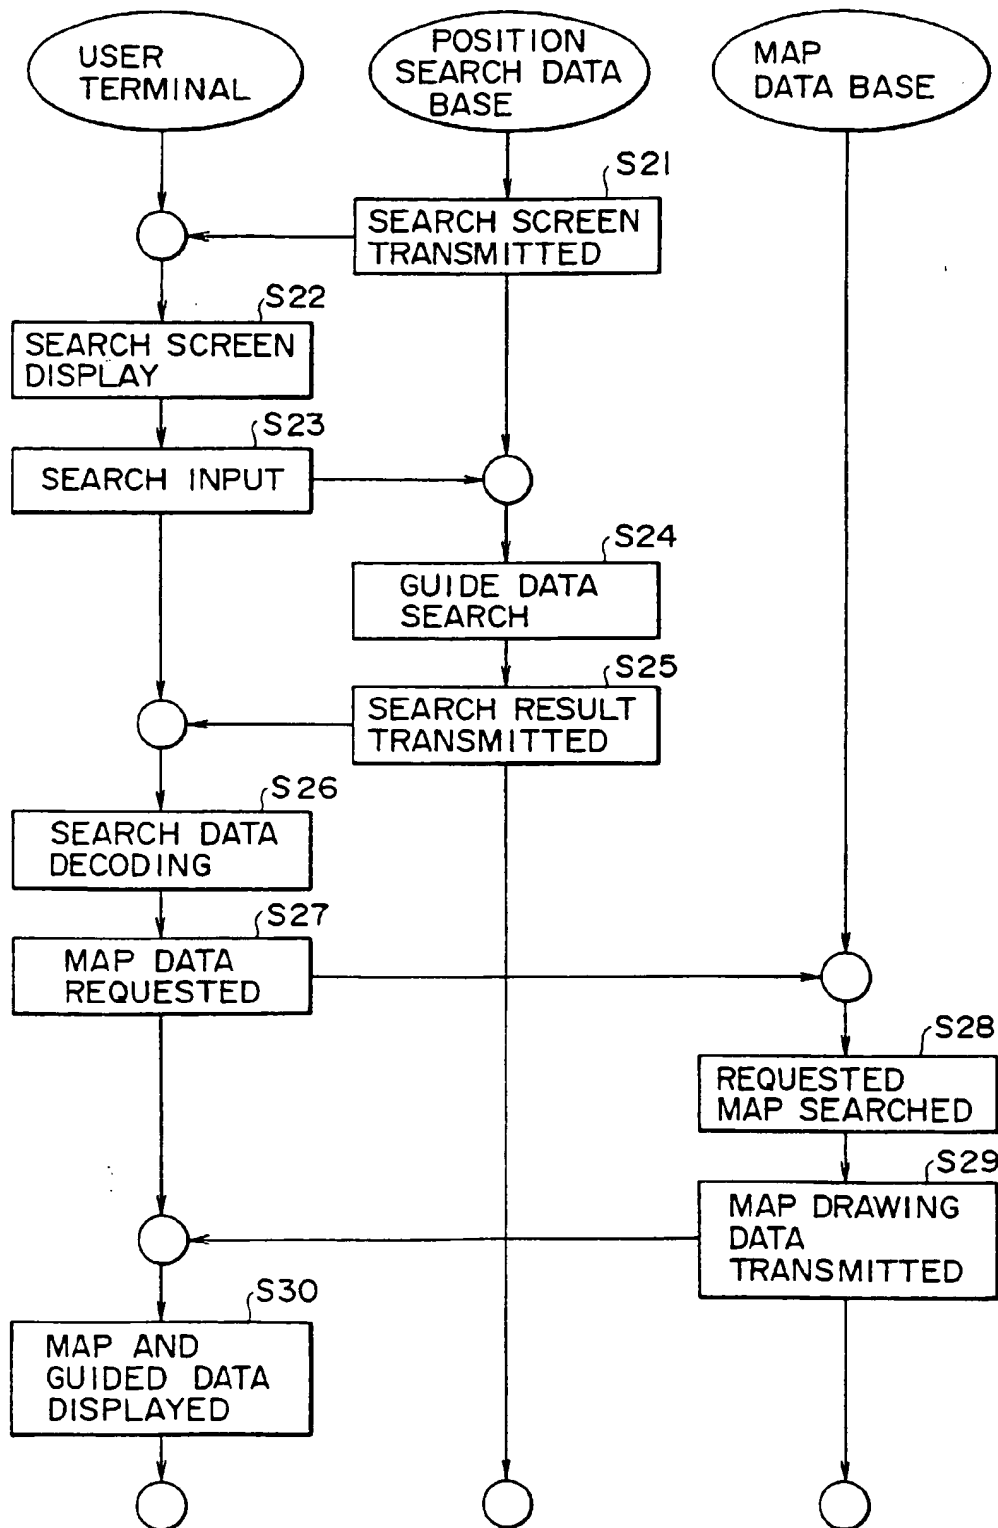 USER
TERMINAL
POSITION
SEARCH DATA
BASE
MAP
DATA BASE
S21
SEARCH SCREEN
TRANSMITTED
S22
SEARCH SCREEN
DISPLAY
S23
SEARCH INPUT
S24
GUIDE DATA
SEARCH
S25
SEARCH RESULT
TRANSMITTED
S26
SEARCH DATA
DECODING
S27
MAP DATA
REQUESTED
S28
REQUESTED
MAP SEARCHED
S29
MAP DRAWING
DATA
TRANSMITTED
S30
MAP AND
GUIDED DATA
DISPLAYED